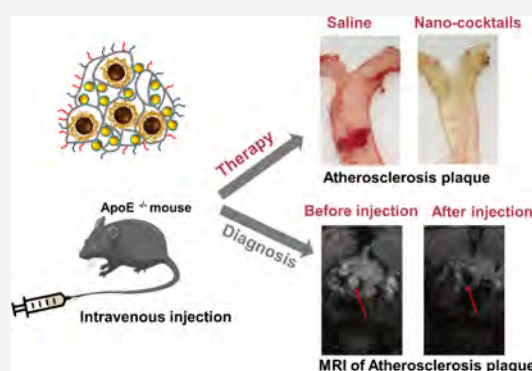 Saline Nano-cocktails
Therapy
Atherosclerosis plaque
ApoE -/- mouse
Before injection After injection
Diagnosis
Intravenous injection
MRI of Atherosclerosis plaque